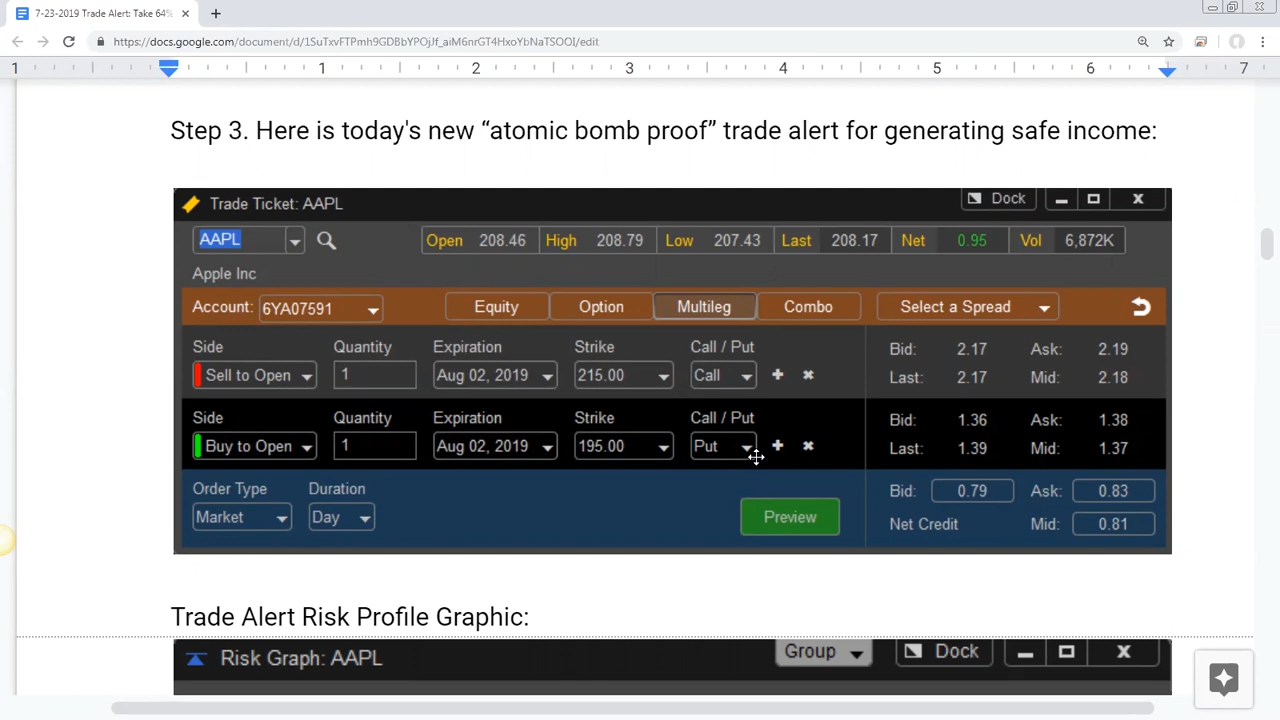 7-23-2019 Trade Alert: Take 64%
https://docs.google.com/document/d/1SuTxvFTPmh9GDBbYPOjJf_aiM6nrGT4HxoYbNaTSOOI/edit
1 1 2 3 4 5 6 7
Step 3. Here is today's new “atomic bomb proof” trade alert for generating safe income:
Trade Ticket: AAPL Dock
AAPL Open 208.46 High 208.79 Low 207.43 Last 208.17 Net 0.95 Vol 6,872K
Apple Inc
Account: 6YA07591 Equity Option Multileg Combo Select a Spread
Side Quantity Expiration Strike Call / Put Bid: 2.17 Ask: 2.19
Sell to Open 1 Aug 02, 2019 215.00 Call Last: 2.17 Mid: 2.18
Side Quantity Expiration Strike Call / Put Bid: 1.36 Ask: 1.38
Buy to Open 1 Aug 02, 2019 195.00 Put Last: 1.39 Mid: 1.37
Order Type Duration Bid: 0.79 Ask: 0.83
Market Day Preview Net Credit Mid: 0.81
Trade Alert Risk Profile Graphic:
Risk Graph: AAPL Group Dock